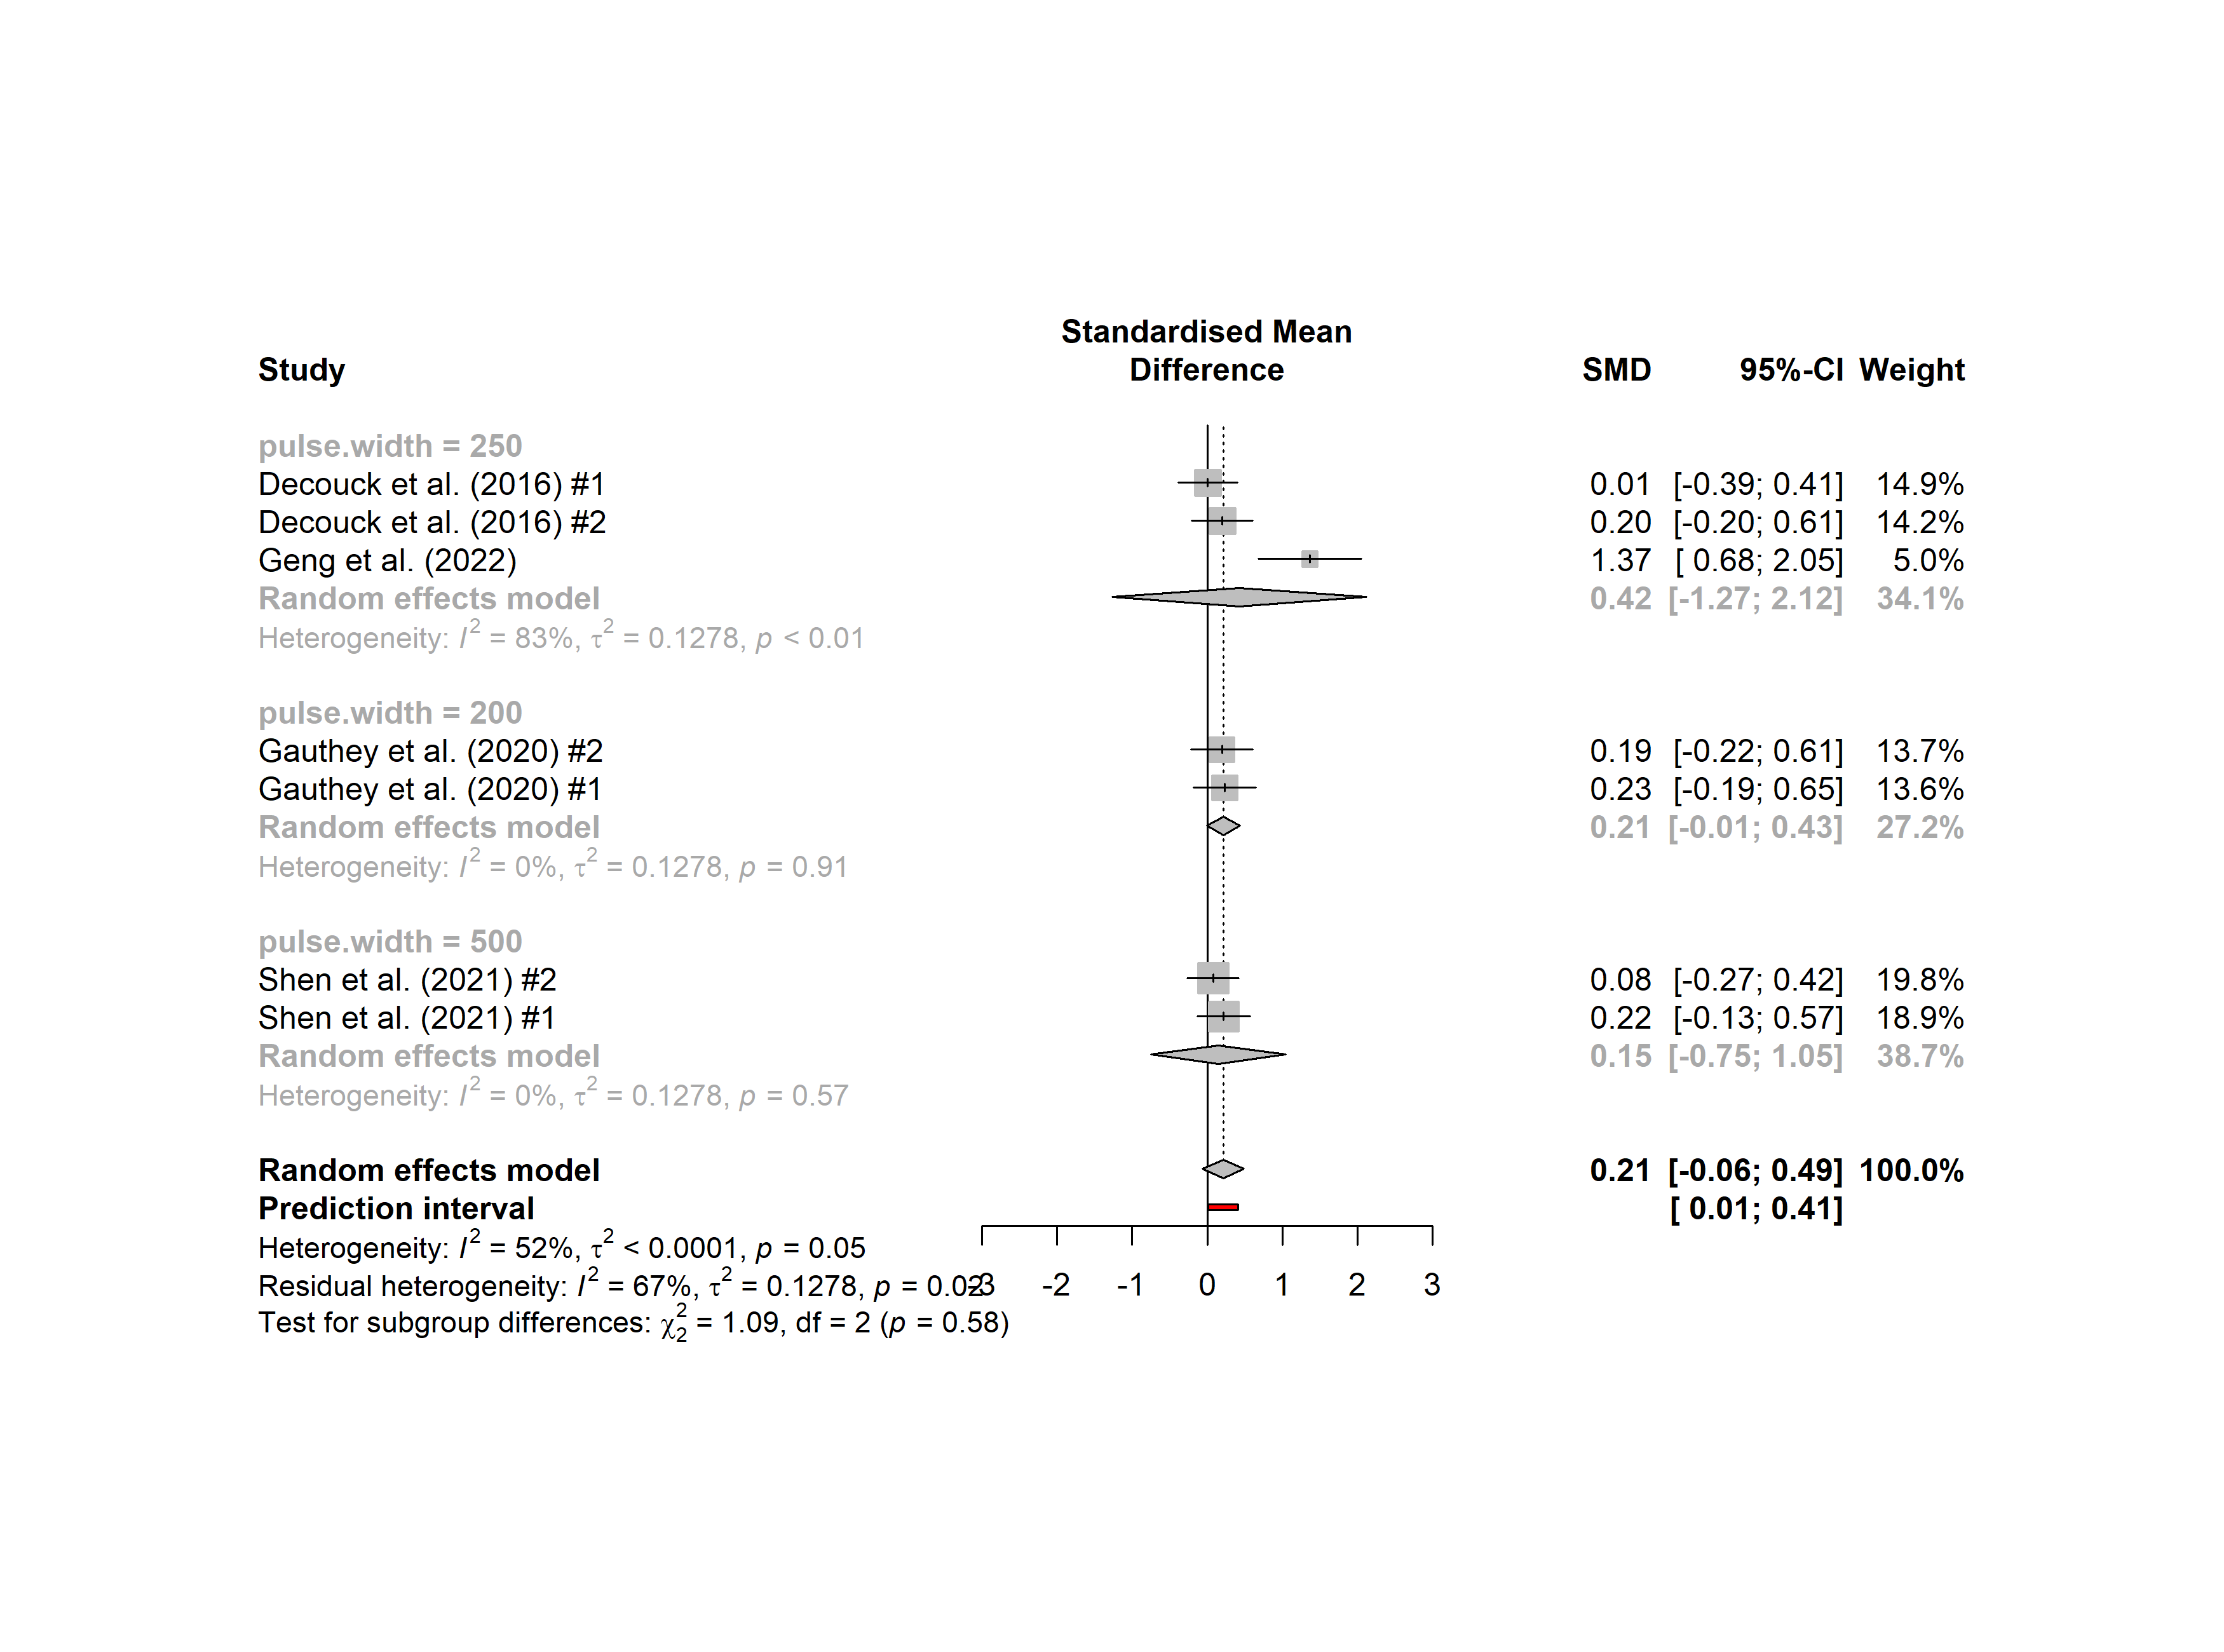 Standardised Mean
Study Difference SMD 95%-CI Weight
pulse.width = 250
Decouck et al. (2016) #1 0.01 [-0.39; 0.41] 14.9%
Decouck et al. (2016) #2 0.20 [-0.20; 0.61] 14.2%
Geng et al. (2022) 1.37 [ 0.68; 2.05] 5.0%
Random effects model 0.42 [-1.27; 2.12] 34.1%
Heterogeneity: I² = 83%, τ² = 0.1278, p < 0.01
pulse.width = 200
Gauthey et al. (2020) #2 0.19 [-0.22; 0.61] 13.7%
Gauthey et al. (2020) #1 0.23 [-0.19; 0.65] 13.6%
Random effects model 0.21 [-0.01; 0.43] 27.2%
Heterogeneity: I² = 0%, τ² = 0.1278, p = 0.91
pulse.width = 500
Shen et al. (2021) #2 0.08 [-0.27; 0.42] 19.8%
Shen et al. (2021) #1 0.22 [-0.13; 0.57] 18.9%
Random effects model 0.15 [-0.75; 1.05] 38.7%
Heterogeneity: I² = 0%, τ² = 0.1278, p = 0.57
Random effects model 0.21 [-0.06; 0.49] 100.0%
Prediction interval [ 0.01; 0.41]
Heterogeneity: I² = 52%, τ² < 0.0001, p = 0.05
Residual heterogeneity: I² = 67%, τ² = 0.1278, p = 0.02
-3 -2 -1 0 1 2 3
Test for subgroup differences: χ₂² = 1.09, df = 2 (p = 0.58)